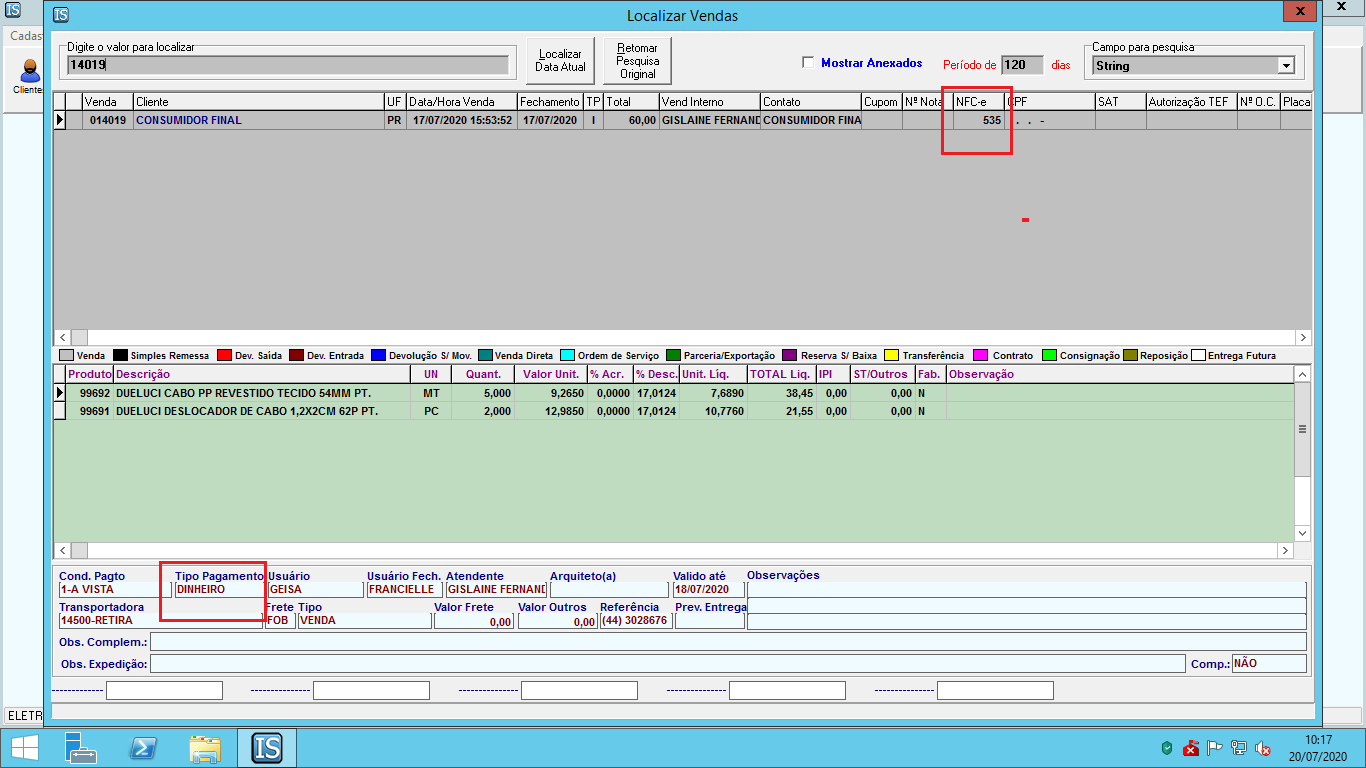 IS Localizar Vendas x x
IS
Cadas
Cliente
Digite o valor para localizar
14019
Localizar
Data Atual
Retomar
Pesquisa
Original
Mostrar Anexados
Período de 120 dias
Campo para pesquisa
String
Venda Cliente UF Data/Hora Venda Fechamento TP Total Vend Interno Contato Cupom Nº Nota NFC-e CPF SAT Autorização TEF Nº O.C. Placa
014019 CONSUMIDOR FINAL PR 17/07/2020 15:53:52 17/07/2020 I 60,00 GISLAINE FERNAND CONSUMIDOR FINA 535 . . -
Venda Simples Remessa Dev. Saída Dev. Entrada Devolução S/ Mov. Venda Direta Ordem de Serviço Parceria/Exportação Reserva S/ Baixa Transferência Contrato Consignação Reposição Entrega Futura
Produto Descrição UN Quant. Valor Unit. % Acr. % Desc. Unit. Líq. TOTAL Liq. IPI ST/Outros Fab. Observação
99692 DUELUCI CABO PP REVESTIDO TECIDO 54MM PT. MT 5,000 9,2650 0,0000 17,0124 7,6890 38,45 0,00 0,00 N
99691 DUELUCI DESLOCADOR DE CABO 1,2X2CM 62P PT. PC 2,000 12,9850 0,0000 17,0124 10,7760 21,55 0,00 0,00 N
Cond. Pagto Tipo Pagamento Usuário Usuário Fech. Atendente Arquiteto(a) Valido até Observações
1-A VISTA DINHEIRO GEISA FRANCIELLE GISLAINE FERNAND 18/07/2020
Transportadora Frete Tipo Valor Frete Valor Outros Referência Prev. Entrega
14500-RETIRA FOB VENDA 0,00 0,00 (44) 3028676
Obs. Complem.:
Obs. Expedição: Comp.: NÃO
------------ ------------- ------------- ------------- -------------
ELETR
IS
10:17
20/07/2020